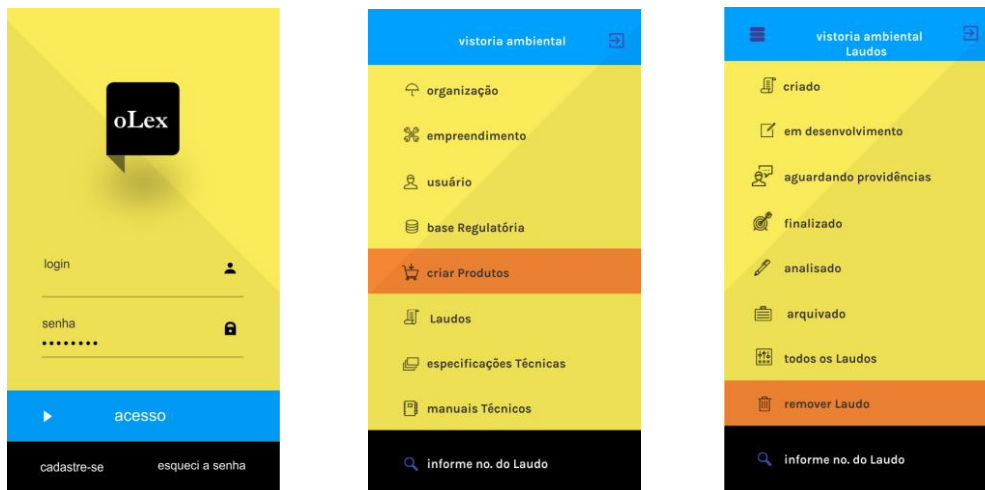 oLex
login
senha
acesso
cadastre-se
esqueci a senha
vistoria ambiental
organização
empreendimento
usuário
base Regulatória
criar Produtos
Laudos
especificações Técnicas
manuais Técnicos
informe no. do Laudo
vistoria ambiental
Laudos
criado
em desenvolvimento
aguardando providências
finalizado
analisado
arquivado
todos os Laudos
remover Laudo
informe no. do Laudo